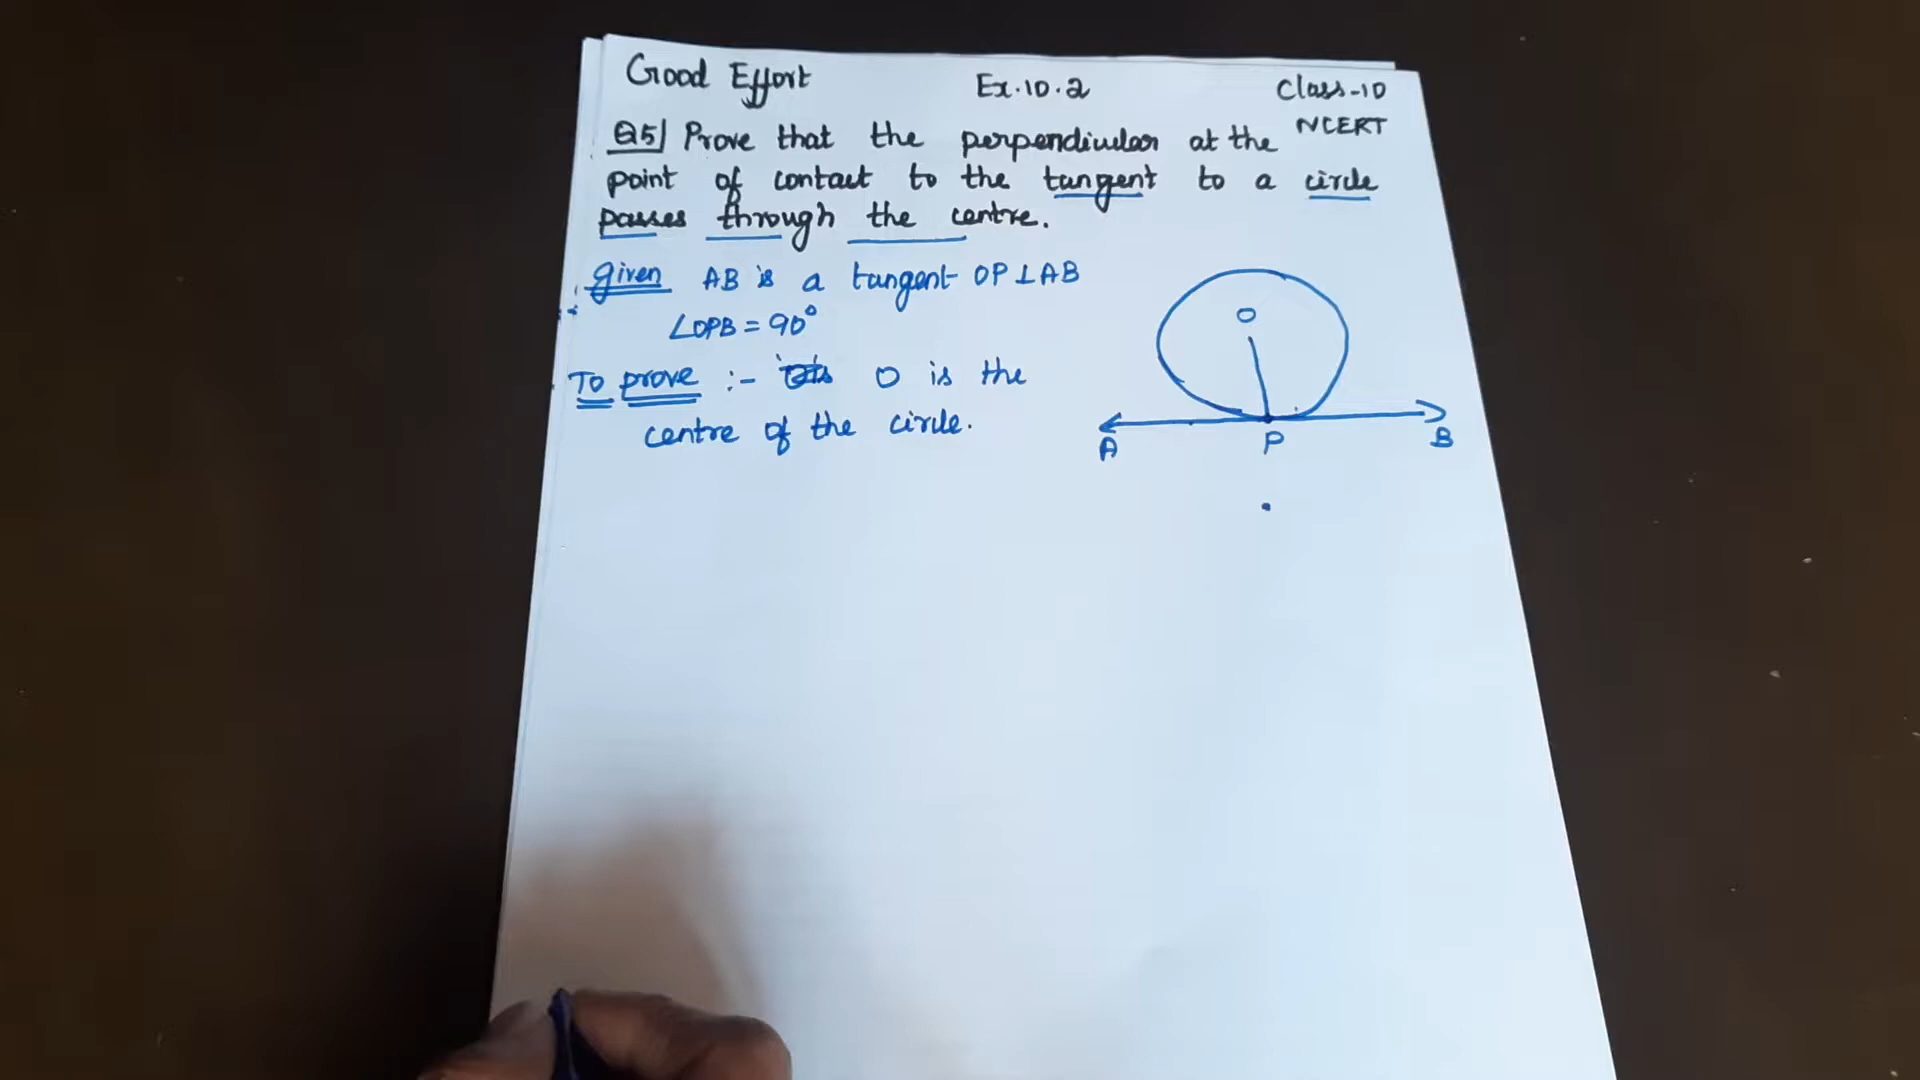 Good Effort Ex.10.2 Class-10
NCERT
Q5) Prove that the perpendicular at the
point of contact to the tangent to a circle
passes through the centre.
given AB is a tangent OP⊥AB
∠OPB = 90°
To prove :- O is the
centre of the circle.
O
A P B